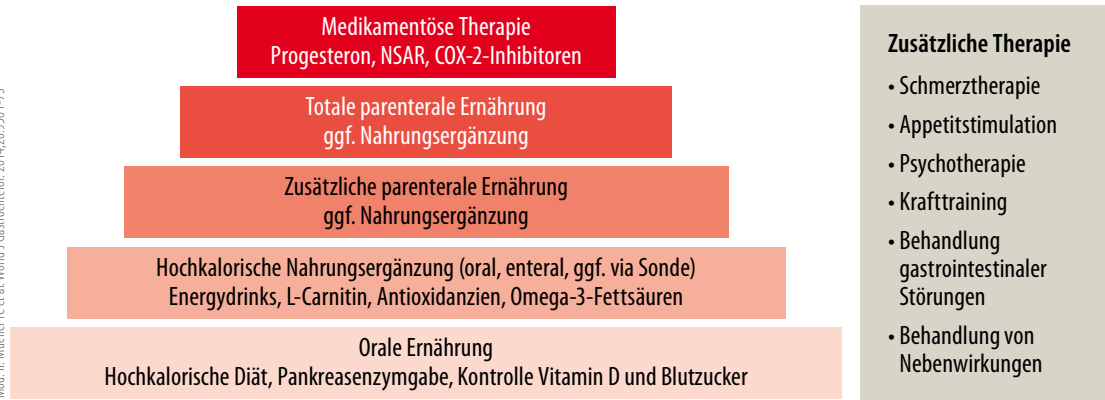 Medikamentöse Therapie
Progesteron, NSAR, COX-2-Inhibitoren
Totale parenterale Ernährung
ggf. Nahrungsergänzung
Zusätzliche parenterale Ernährung
ggf. Nahrungsergänzung
Hochkalorische Nahrungsergänzung (oral, enteral, ggf. via Sonde)
Energydrinks, L-Carnitin, Antioxidanzien, Omega-3-Fettsäuren
Orale Ernährung
Hochkalorische Diät, Pankreasenzymgabe, Kontrolle Vitamin D und Blutzucker
Zusätzliche Therapie
• Schmerztherapie
• Appetitstimulation
• Psychotherapie
• Krafttraining
• Behandlung
gastrointestinaler
Störungen
• Behandlung von
Nebenwirkungen